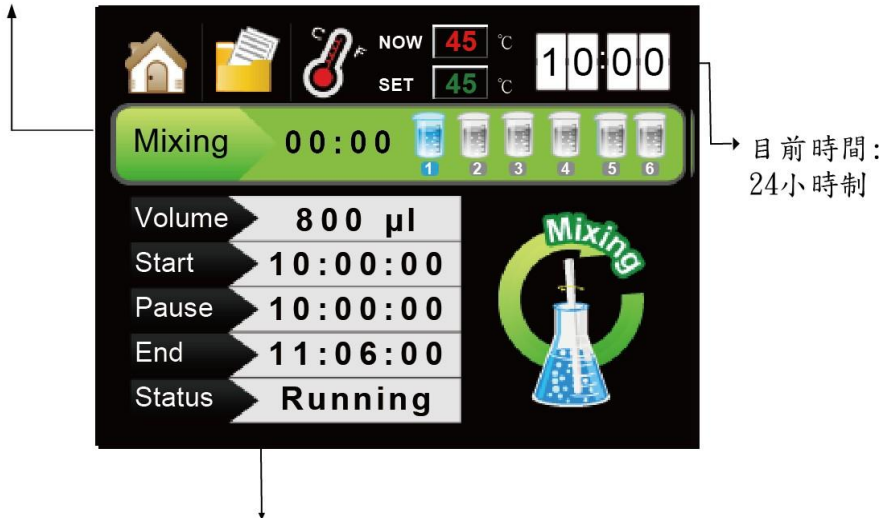 C F NOW 45 ℃
SET 45 ℃
10:00
Mixing 00:00
1 2 3 4 5 6
目前時間:
24小時制
Volume 800 µl
Start 10:00:00
Pause 10:00:00
End 11:06:00
Status Running
Mixing